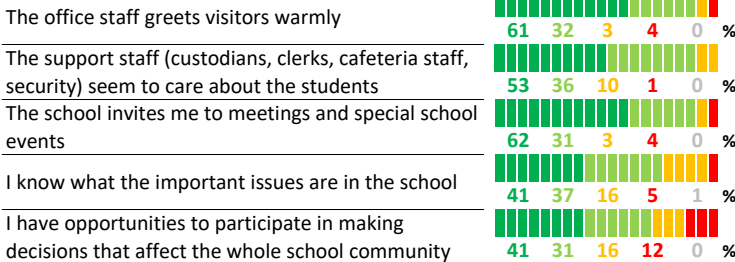 The office staff greets visitors warmly
61 32 3 4 0 %
The support staff (custodians, clerks, cafeteria staff,
security) seem to care about the students
53 36 10 1 0 %
The school invites me to meetings and special school
events
62 31 3 4 0 %
I know what the important issues are in the school
41 37 16 5 1 %
I have opportunities to participate in making
decisions that affect the whole school community
41 31 16 12 0 %